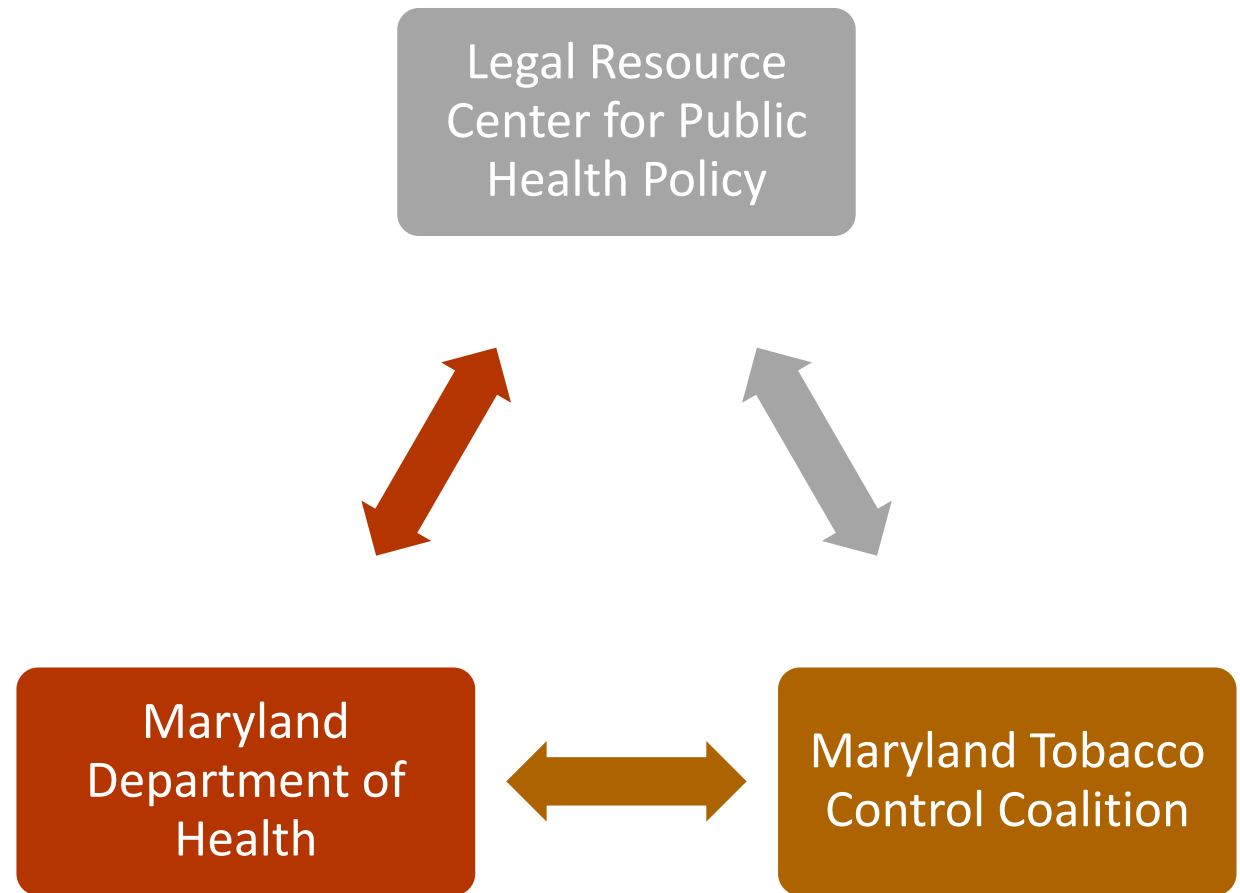 Legal Resource
Center for Public
Health Policy
Maryland
Department of
Health
Maryland Tobacco
Control Coalition